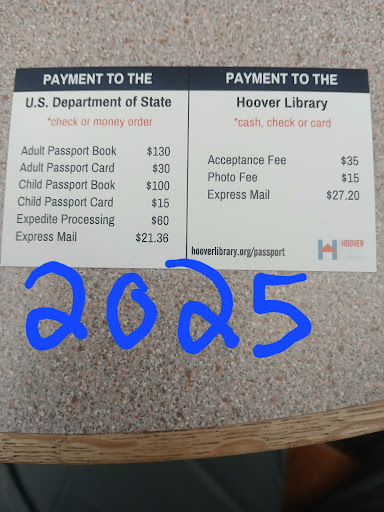 PAYMENT TO THE
U.S. Department of State
*check or money order
Adult Passport Book $130
Adult Passport Card $30
Child Passport Book $100
Child Passport Card $15
Expedite Processing $60
Express Mail $21.36
PAYMENT TO THE
Hoover Library
*cash, check or card
Acceptance Fee $35
Photo Fee $15
Express Mail $27.20
hooverlibrary.org/passport
HOOVER
2025